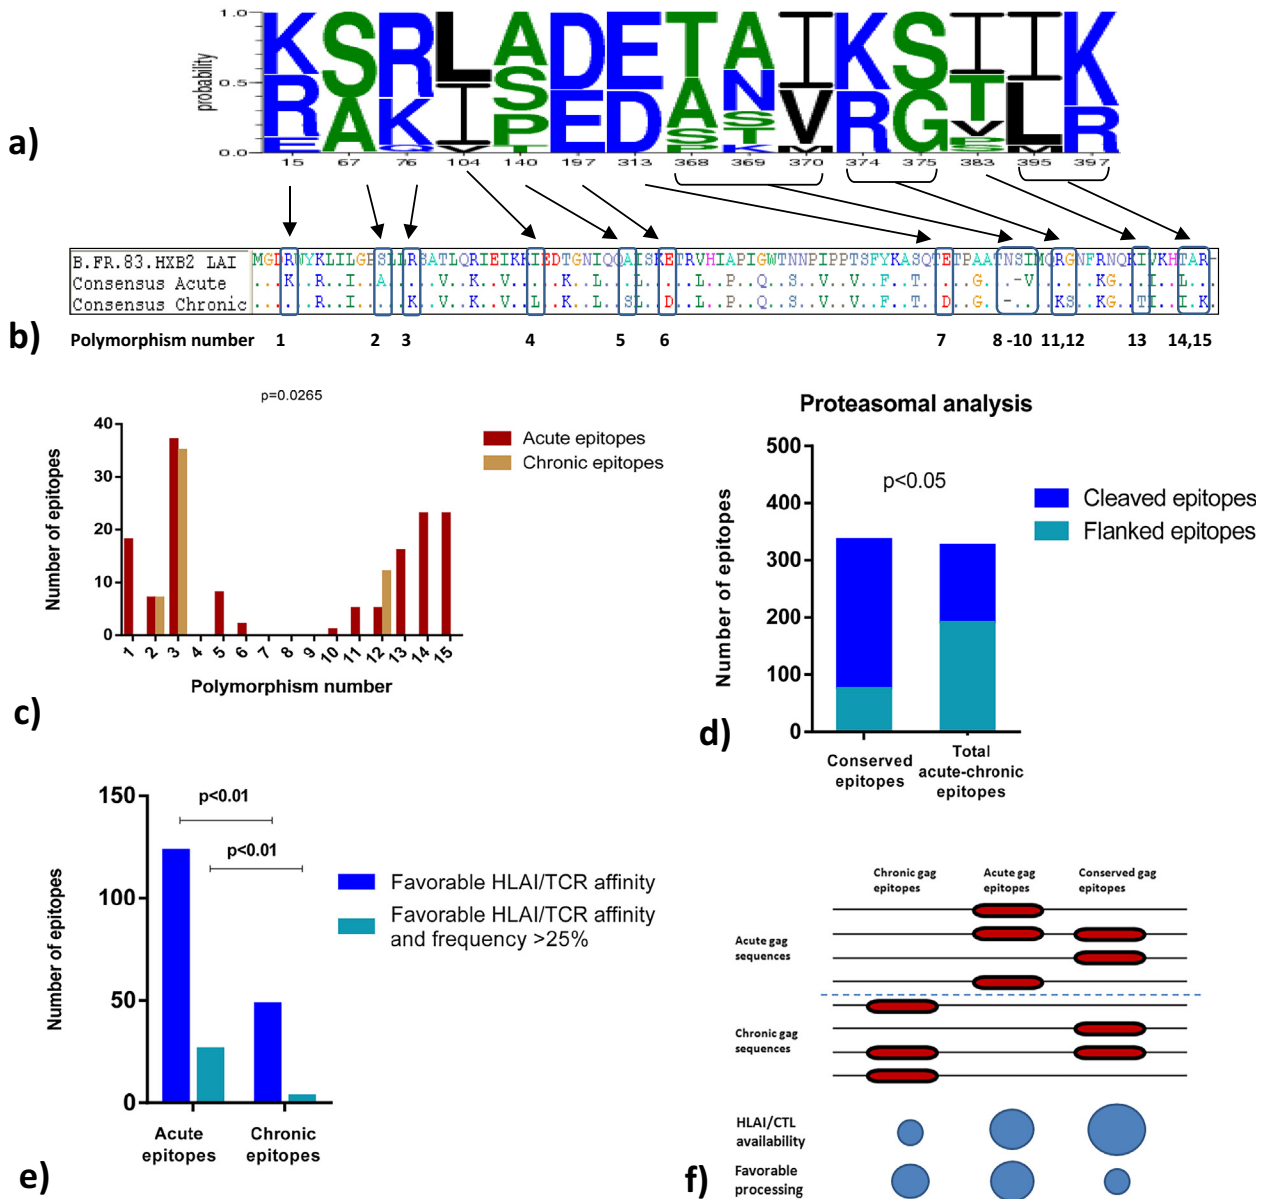 a)
probability
1.0
0.5
0.0
K S R L A D E T A I K S I I K
R A K I S E D A N V R G T L R
E Q V P S S M V M
T P T S
K
15 67 76 104 140 197 313 368 369 370 374 375 383 395 397
b)
B.FR.83.HXB2 LAI
Consensus Acute
Consensus Chronic
Polymorphism number 1 2 3 4 5 6 7 8 -10 11,12 13 14,15
c)
p=0.0265
Number of epitopes
40
30
20
10
0
Acute epitopes
Chronic epitopes
1 2 3 4 5 6 7 8 9 10 11 12 13 14 15
Polymorphism number
d)
Proteasomal analysis
p<0.05
Number of epitopes
500
400
300
200
100
0
Cleaved epitopes
Flanked epitopes
Conserved
epitopes
Total
acute-chronic
epitopes
e)
Number of epitopes
150
100
50
0
p<0.01
p<0.01
Favorable HLAI/TCR affinity
Favorable HLAI/TCR affinity
and frequency >25%
Acute
epitopes
Chronic
epitopes
f)
Chronic gag
epitopes
Acute gag
epitopes
Conserved gag
epitopes
Acute gag
sequences
Chronic gag
sequences
HLAI/CTL
availability
Favorable
processing